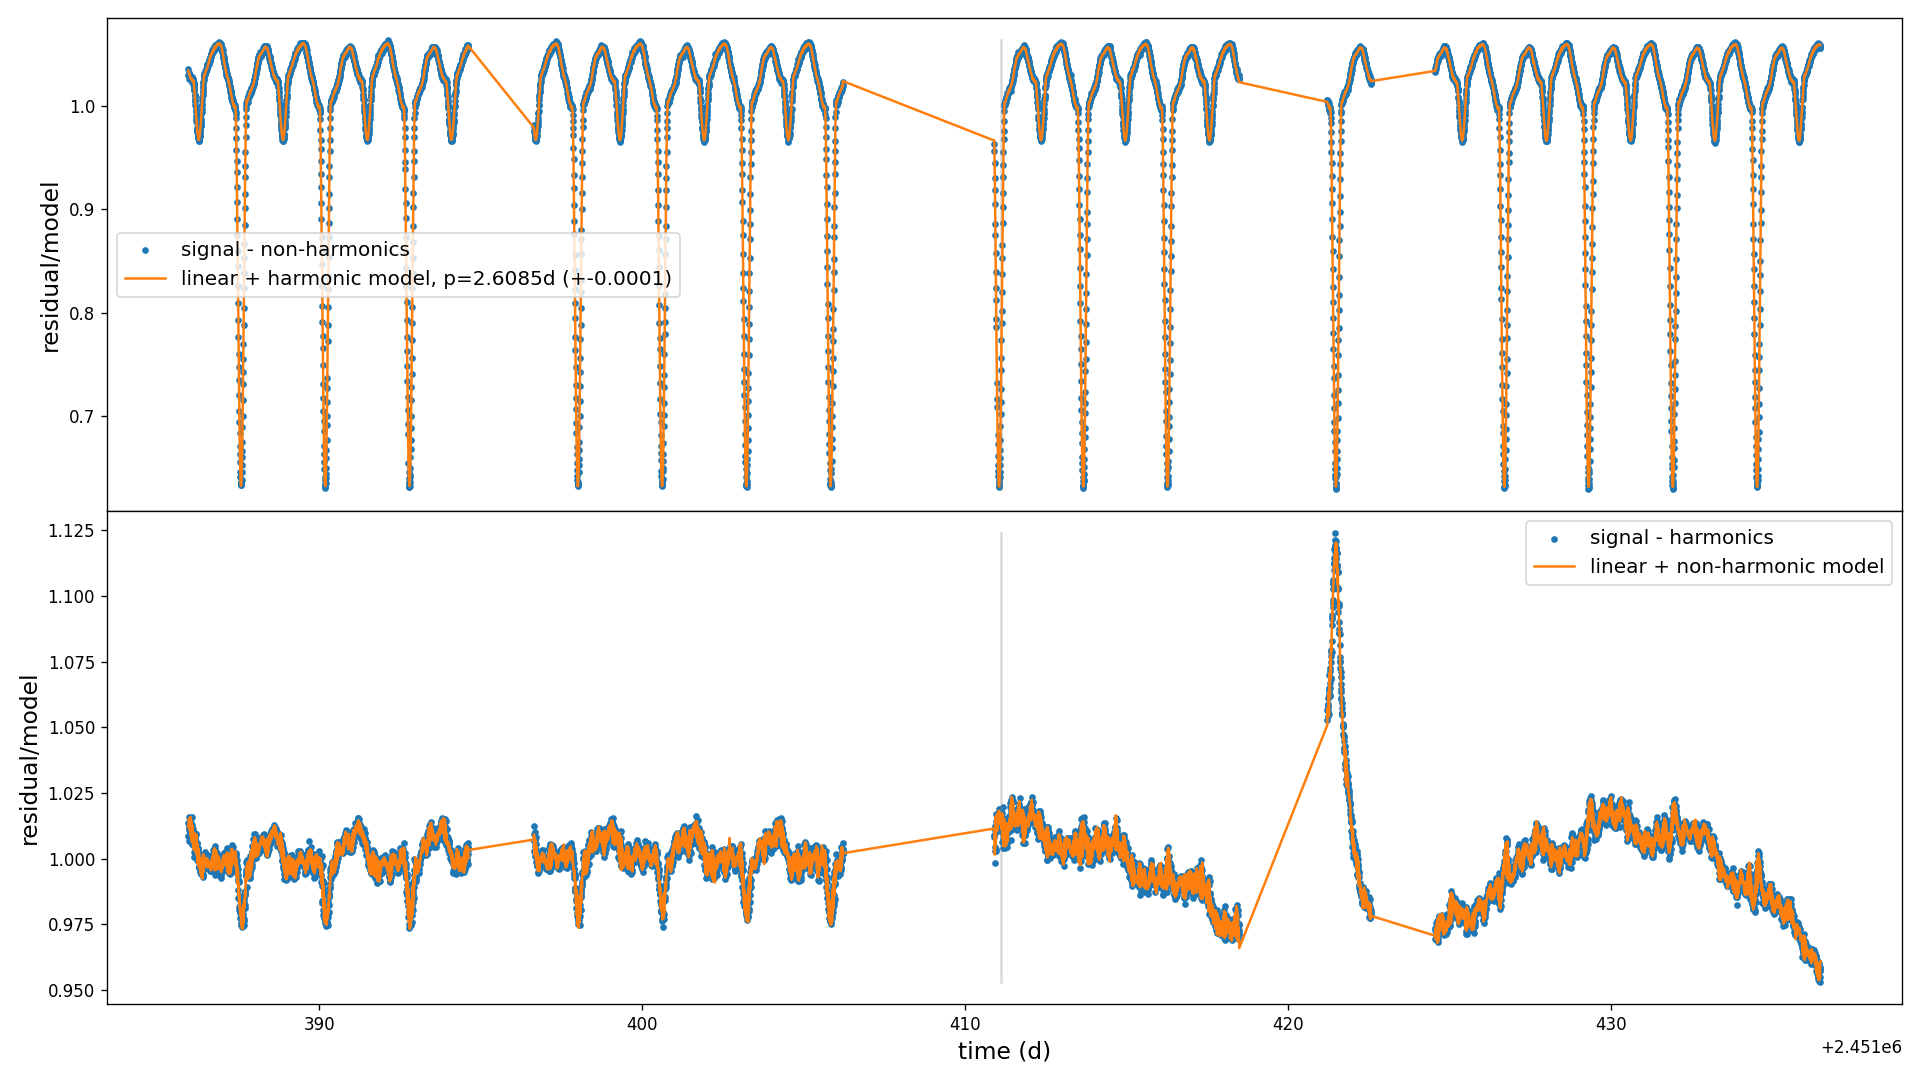 1.0
0.9
0.8
0.7
residual/model
signal - non-harmonics
linear + harmonic model, p=2.6085d (+-0.0001)
1.125
1.100
1.075
1.050
1.025
1.000
0.975
0.950
residual/model
signal - harmonics
linear + non-harmonic model
390 400 410 420 430
time (d)
+2.451e6